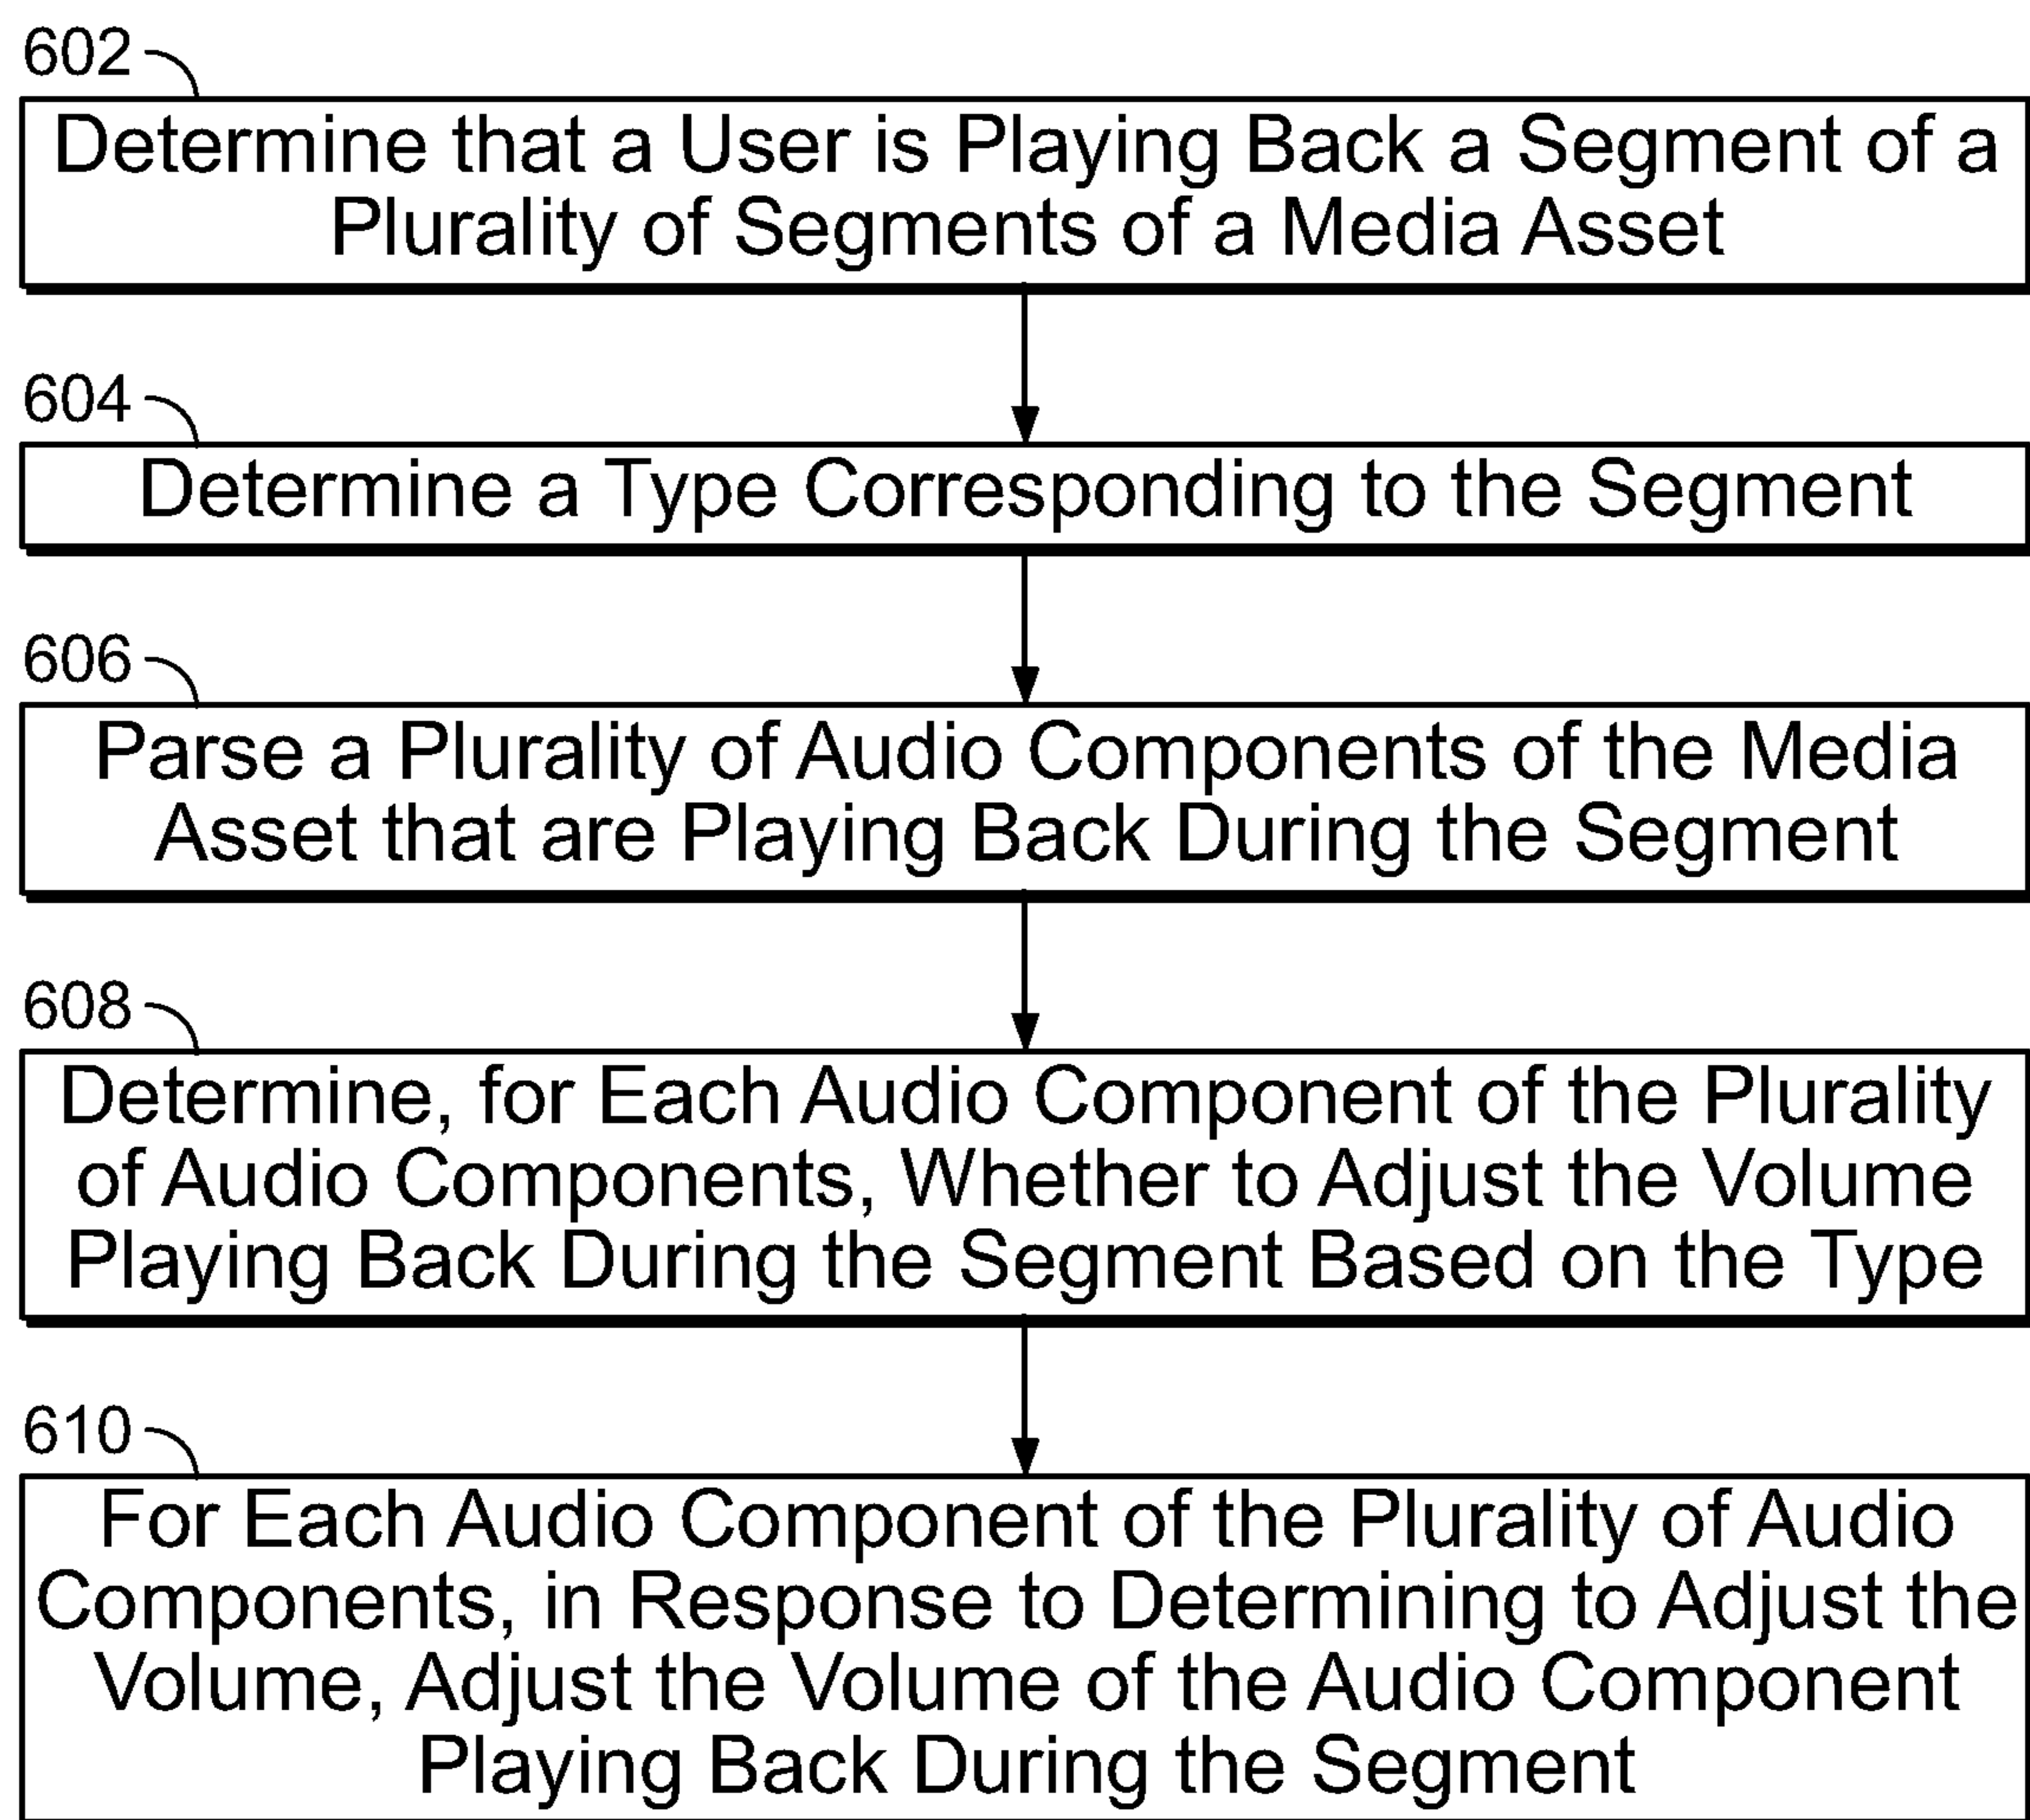 602
Determine that a User is Playing Back a Segment of a
Plurality of Segments of a Media Asset
604
Determine a Type Corresponding to the Segment
606
Parse a Plurality of Audio Components of the Media
Asset that are Playing Back During the Segment
608
Determine, for Each Audio Component of the Plurality
of Audio Components, Whether to Adjust the Volume
Playing Back During the Segment Based on the Type
610
For Each Audio Component of the Plurality of Audio
Components, in Response to Determining to Adjust the
Volume, Adjust the Volume of the Audio Component
Playing Back During the Segment